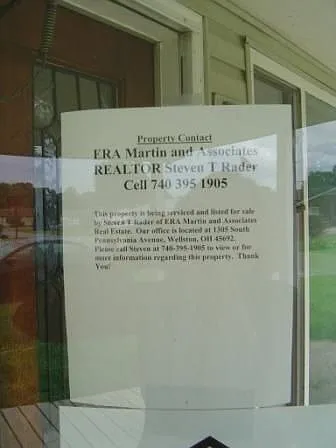 Property Contact
ERA Martin and Associates
REALTOR Steven T Rader
Cell 740 395 1905
This property is being serviced and listed for sale
by Steven T Rader of ERA Martin and Associates
Real Estate. Our office is located at 1305 South
Pennsylvania Avenue, Wellston, OH 45692.
Please call Steven at 740-395-1905 to view or for
more information regarding this property. Thank
You!